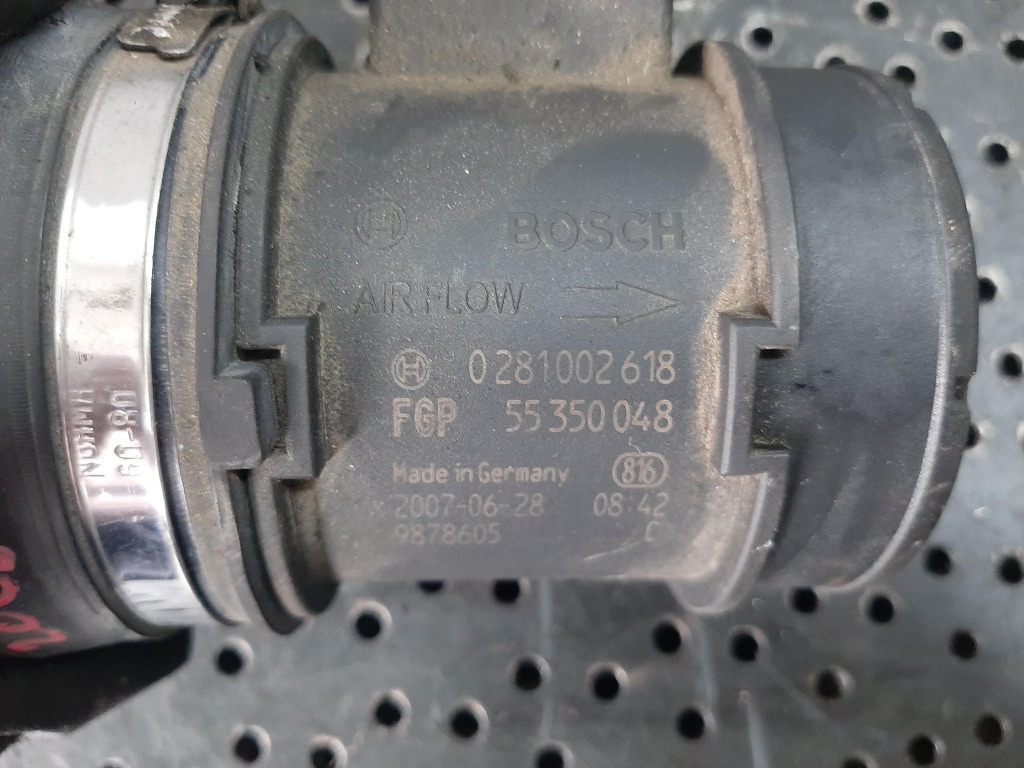 BOSCH
AIR FLOW
0 281 002 618
FGP 55 350 048
Made in Germany 816
2007-06-28 08:42
9878605 C
NORMA
60-80